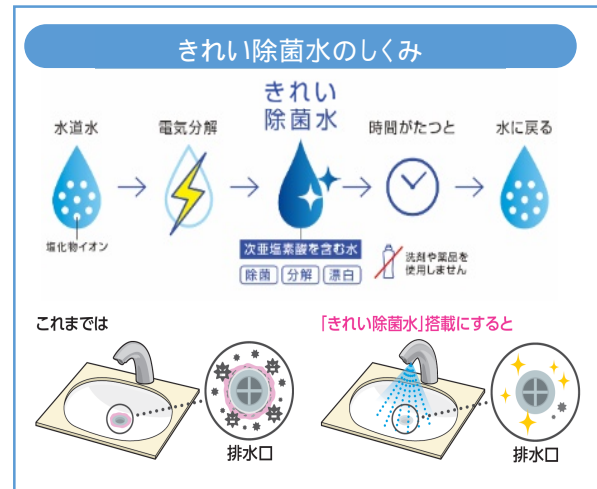 きれい除菌水のしくみ
水道水
電気分解
きれい
除菌水
時間がたつと
水に戻る
塩化物イオン
次亜塩素酸を含む水
除菌 分解 漂白
洗剤や薬品を
使用しません
これまでは
「きれい除菌水」搭載にすると
排水口
排水口